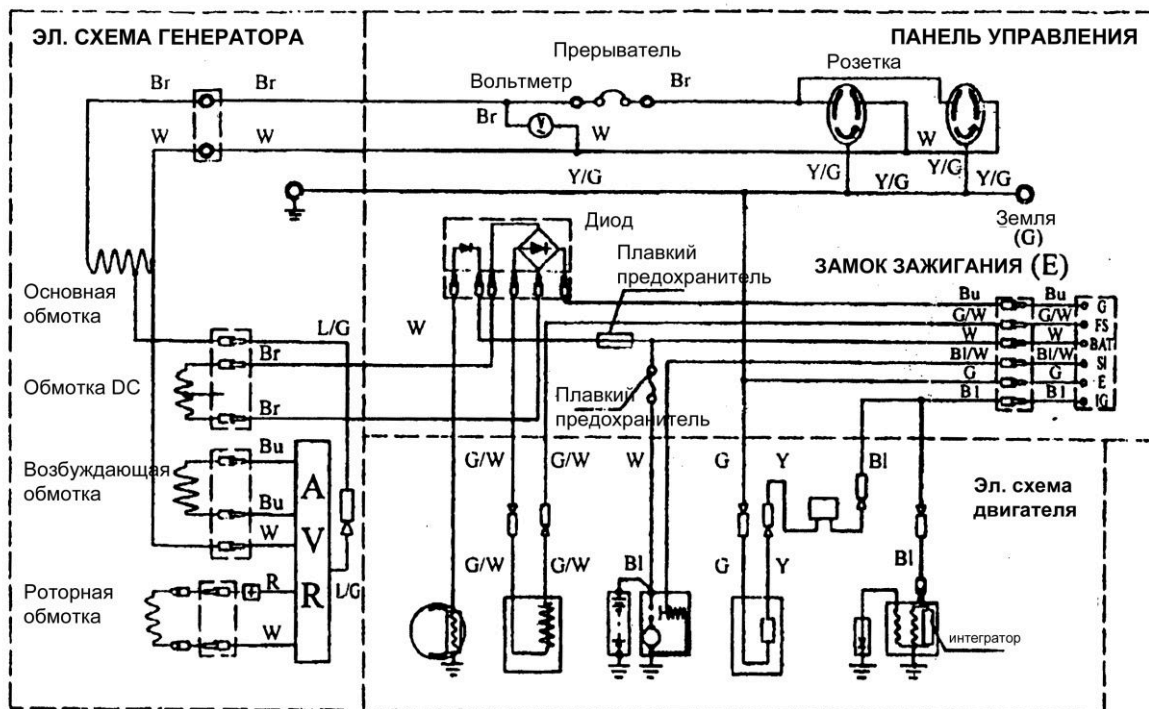 ЭЛ. СХЕМА ГЕНЕРАТОРА
ПАНЕЛЬ УПРАВЛЕНИЯ
Прерыватель
Розетка
Вольтметр
Br
Br
Br
Br
V
W
W
W
W
Y/G
Y/G
Y/G
Y/G
Y/G
Земля
(G)
Диод
Плавкий
предохранитель
ЗАМОК ЗАЖИГАНИЯ (E)
Основная
обмотка
L/G
W
Bu
Bu
G
G/W
G/W
FS
W
W
BAT
Bl/W
Bl/W
SI
G
G
E
Bl
Bl
IG
Br
Обмотка DC
Br
Плавкий
предохранитель
Возбуждающая
обмотка
Bu
Bu
W
A
V
R
G/W
G/W
W
G
Y
Bl
Эл. схема
двигателя
G/W
G/W
Bl
G
Y
Bl
Роторная
обмотка
R
W
L/G
интегратор